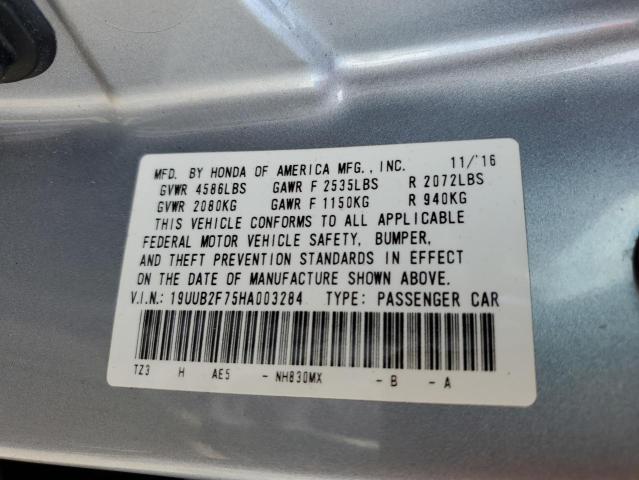 MFD. BY HONDA OF AMERICA MFG., INC. 11/'16
GVWR 4586LBS GAWR F 2535LBS R 2072LBS
GVWR 2080KG GAWR F 1150KG R 940KG
THIS VEHICLE CONFORMS TO ALL APPLICABLE
FEDERAL MOTOR VEHICLE SAFETY, BUMPER,
AND THEFT PREVENTION STANDARDS IN EFFECT
ON THE DATE OF MANUFACTURE SHOWN ABOVE.
V.I.N.: 19UUB2F75HA003284 TYPE: PASSENGER CAR
TZ3 H AE5 - NH830MX - B - A